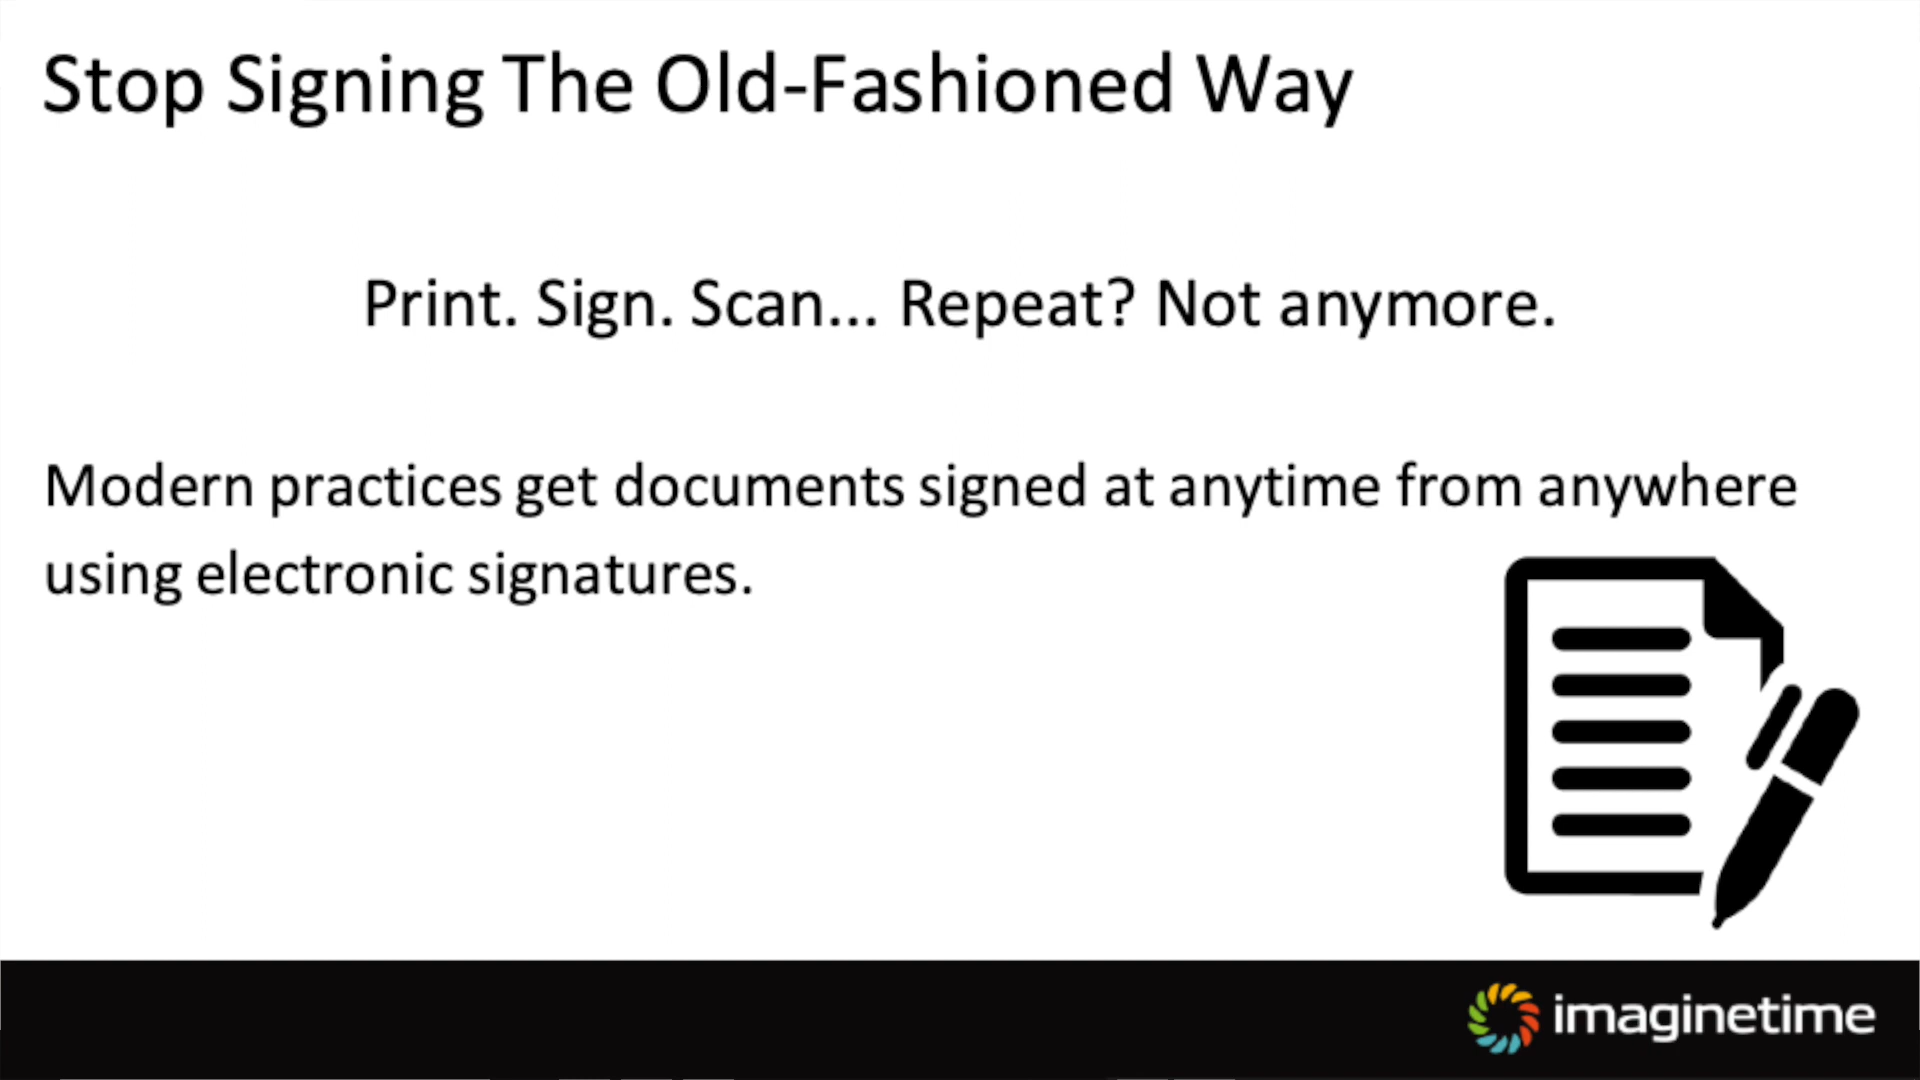 Stop Signing The Old-Fashioned Way
Print. Sign. Scan... Repeat? Not anymore.
Modern practices get documents signed at anytime from anywhere
using electronic signatures.
imaginetime